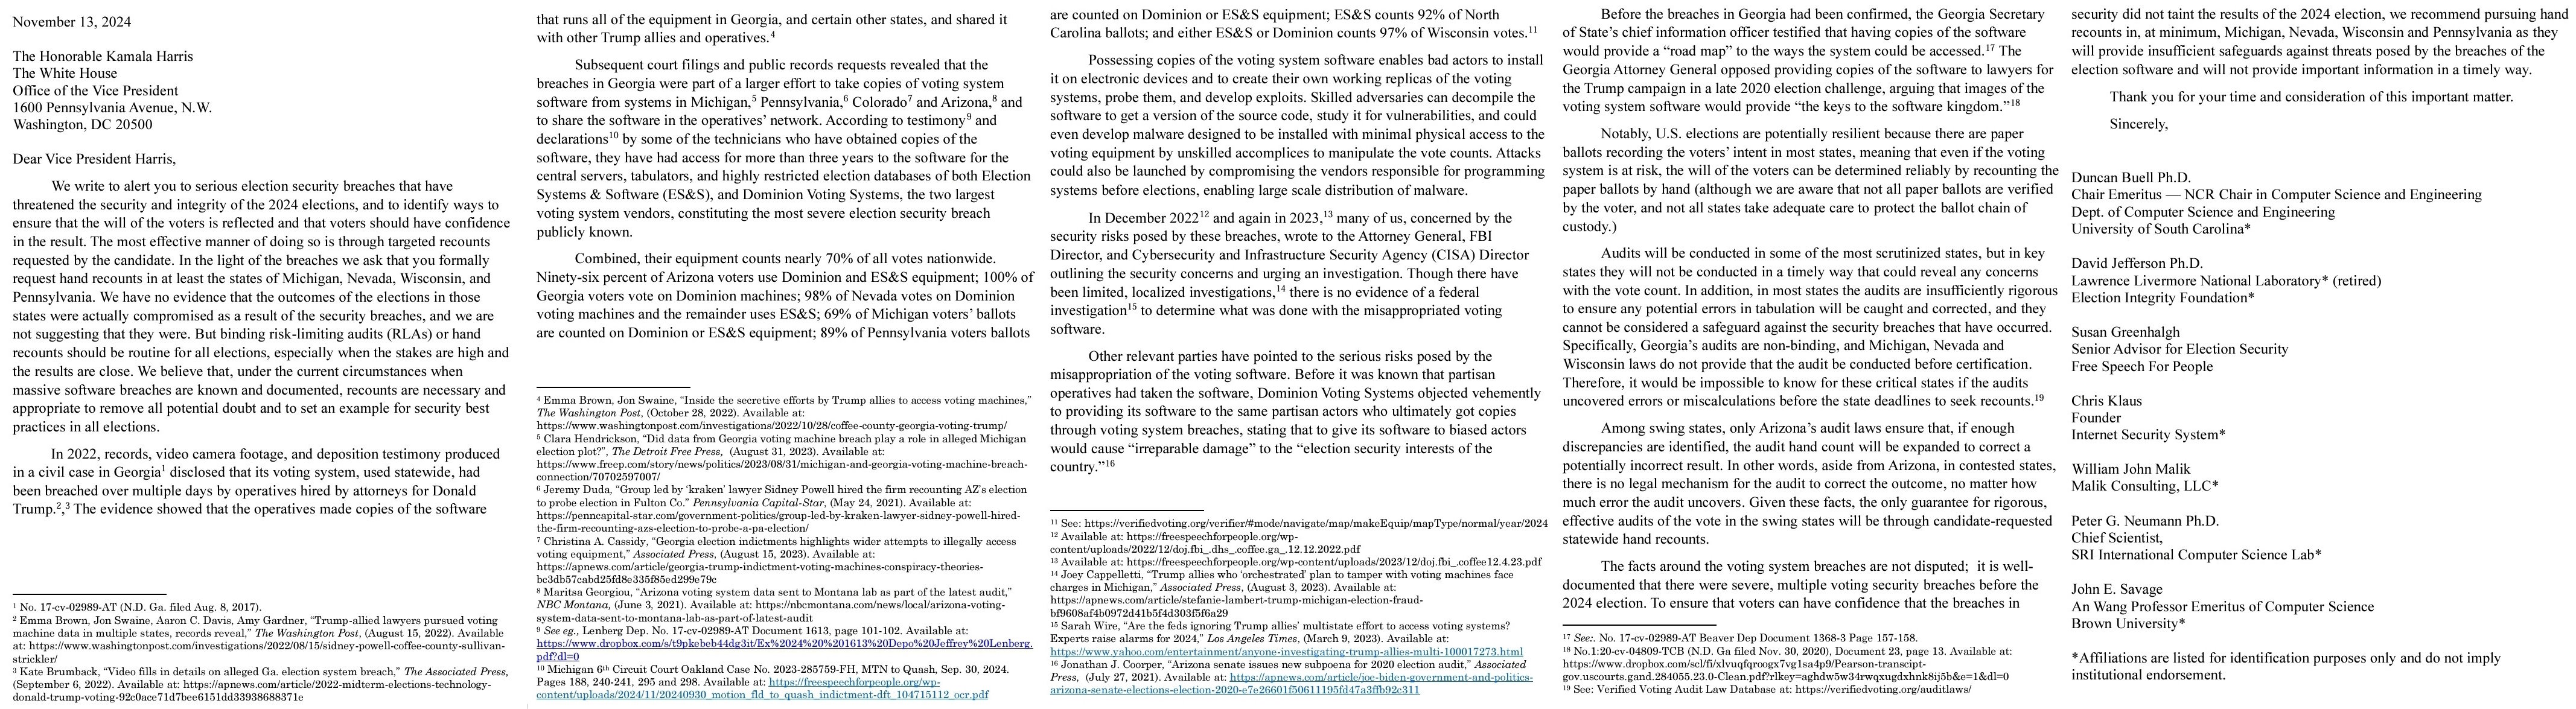 November 13, 2024
The Honorable Kamala Harris
The White House
Office of the Vice President
1600 Pennsylvania Avenue, N.W.
Washington, DC 20500
Dear Vice President Harris,
We write to alert you to serious election security breaches that have
threatened the security and integrity of the 2024 elections, and to identify ways to
ensure that the will of the voters is reflected and that voters should have confidence
in the result. The most effective manner of doing so is through targeted recounts
requested by the candidate. In the light of the breaches we ask that you formally
request hand recounts in at least the states of Michigan, Nevada, Wisconsin, and
Pennsylvania. We have no evidence that the outcomes of the elections in those
states were actually compromised as a result of the security breaches, and we are
not suggesting that they were. But binding risk-limiting audits (RLAs) or hand
recounts should be routine for all elections, especially when the stakes are high and
the results are close. We believe that, under the current circumstances when
massive software breaches are known and documented, recounts are necessary and
appropriate to remove all potential doubt and to set an example for security best
practices in all elections.
In 2022, records, video camera footage, and deposition testimony produced
in a civil case in Georgia¹ disclosed that its voting system, used statewide, had
been breached over multiple days by operatives hired by attorneys for Donald
Trump.²,³ The evidence showed that the operatives made copies of the software
¹ No. 17-cv-02989-AT (N.D. Ga. filed Aug. 8, 2017).
² Emma Brown, Jon Swaine, Aaron C. Davis, Amy Gardner, “Trump-allied lawyers pursued voting
machine data in multiple states, records reveal,” The Washington Post, (August 15, 2022). Available
at: https://www.washingtonpost.com/investigations/2022/08/15/sidney-powell-coffee-county-sullivan-
strickler/
³ Kate Brumback, “Video fills in details on alleged Ga. election system breach,” The Associated Press,
(September 6, 2022). Available at: https://apnews.com/article/2022-midterm-elections-technology-
donald-trump-voting-92c0ace71d7bee6151dd33938688371e
that runs all of the equipment in Georgia, and certain other states, and shared it
with other Trump allies and operatives.⁴
Subsequent court filings and public records requests revealed that the
breaches in Georgia were part of a larger effort to take copies of voting system
software from systems in Michigan,⁵ Pennsylvania,⁶ Colorado⁷ and Arizona,⁸ and
to share the software in the operatives’ network. According to testimony⁹ and
declarations¹⁰ by some of the technicians who have obtained copies of the
software, they have had access for more than three years to the software for the
central servers, tabulators, and highly restricted election databases of both Election
Systems & Software (ES&S), and Dominion Voting Systems, the two largest
voting system vendors, constituting the most severe election security breach
publicly known.
Combined, their equipment counts nearly 70% of all votes nationwide.
Ninety-six percent of Arizona voters use Dominion and ES&S equipment; 100% of
Georgia voters vote on Dominion machines; 98% of Nevada votes on Dominion
voting machines and the remainder uses ES&S; 69% of Michigan voters’ ballots
are counted on Dominion or ES&S equipment; 89% of Pennsylvania voters ballots
⁴ Emma Brown, Jon Swaine, “Inside the secretive efforts by Trump allies to access voting machines,”
The Washington Post, (October 28, 2022). Available at:
https://www.washingtonpost.com/investigations/2022/10/28/coffee-county-georgia-voting-trump/
⁵ Clara Hendrickson, “Did data from Georgia voting machine breach play a role in alleged Michigan
election plot?”, The Detroit Free Press, (August 31, 2023). Available at:
https://www.freep.com/story/news/politics/2023/08/31/michigan-and-georgia-voting-machine-breach-
connection/70702597007/
⁶ Jeremy Duda, “Group led by ‘kraken’ lawyer Sidney Powell hired the firm recounting AZ’s election
to probe election in Fulton Co.” Pennsylvania Capital-Star, (May 24, 2021). Available at:
https://penncapital-star.com/government-politics/group-led-by-kraken-lawyer-sidney-powell-hired-
the-firm-recounting-azs-election-to-probe-a-pa-election/
⁷ Christina A. Cassidy, “Georgia election indictments highlights wider attempts to illegally access
voting equipment,” Associated Press, (August 15, 2023). Available at:
https://apnews.com/article/georgia-trump-indictment-voting-machines-conspiracy-theories-
bc3db57cabd25fd8e335f85ed299e79c
⁸ Maritsa Georgiou, “Arizona voting system data sent to Montana lab as part of the latest audit,”
NBC Montana, (June 3, 2021). Available at: https://nbcmontana.com/news/local/arizona-voting-
system-data-sent-to-montana-lab-as-part-of-latest-audit
⁹ See eg., Lenberg Dep. No. 17-cv-02989-AT Document 1613, page 101-102. Available at:
https://www.dropbox.com/s/t9pkebeb44dg3it/Ex%2024%20%201613%20Depo%20Jeffrey%20Lenberg.
pdf?dl=0
¹⁰ Michigan 6th Circuit Court Oakland Case No. 2023-285759-FH, MTN to Quash, Sep. 30, 2024.
Pages 188, 240-241, 295 and 298. Available at: https://freespeechforpeople.org/wp-
content/uploads/2024/11/20240930_motion_fld_to_quash_indictment-dft_104715112_ocr.pdf
are counted on Dominion or ES&S equipment; ES&S counts 92% of North
Carolina ballots; and either ES&S or Dominion counts 97% of Wisconsin votes.¹¹
Possessing copies of the voting system software enables bad actors to install
it on electronic devices and to create their own working replicas of the voting
systems, probe them, and develop exploits. Skilled adversaries can decompile the
software to get a version of the source code, study it for vulnerabilities, and could
even develop malware designed to be installed with minimal physical access to the
voting equipment by unskilled accomplices to manipulate the vote counts. Attacks
could also be launched by compromising the vendors responsible for programming
systems before elections, enabling large scale distribution of malware.
In December 2022¹² and again in 2023,¹³ many of us, concerned by the
security risks posed by these breaches, wrote to the Attorney General, FBI
Director, and Cybersecurity and Infrastructure Security Agency (CISA) Director
outlining the security concerns and urging an investigation. Though there have
been limited, localized investigations,¹⁴ there is no evidence of a federal
investigation¹⁵ to determine what was done with the misappropriated voting
software.
Other relevant parties have pointed to the serious risks posed by the
misappropriation of the voting software. Before it was known that partisan
operatives had taken the software, Dominion Voting Systems objected vehemently
to providing its software to the same partisan actors who ultimately got copies
through voting system breaches, stating that to give its software to biased actors
would cause “irreparable damage” to the “election security interests of the
country.”¹⁶
¹¹ See: https://verifiedvoting.org/verifier/#mode/navigate/map/makeEquip/mapType/normal/year/2024
¹² Available at: https://freespeechforpeople.org/wp-
content/uploads/2022/12/doj.fbi_.dhs_.coffee.ga_.12.12.2022.pdf
¹³ Available at: https://freespeechforpeople.org/wp-content/uploads/2023/12/doj.fbi_.coffee12.4.23.pdf
¹⁴ Joey Cappelletti, “Trump allies who ‘orchestrated’ plan to tamper with voting machines face
charges in Michigan,” Associated Press, (August 3, 2023). Available at:
https://apnews.com/article/stefanie-lambert-trump-michigan-election-fraud-
bf9608af4b0972d41b5f4d303f5f6a29
¹⁵ Sarah Wire, “Are the feds ignoring Trump allies’ multistate effort to access voting systems?
Experts raise alarms for 2024,” Los Angeles Times, (March 9, 2023). Available at:
https://www.yahoo.com/entertainment/anyone-investigating-trump-allies-multi-100017273.html
¹⁶ Jonathan J. Coorper, “Arizona senate issues new subpoena for 2020 election audit,” Associated
Press, (July 27, 2021). Available at: https://apnews.com/article/joe-biden-government-and-politics-
arizona-senate-elections-election-2020-e7e26601f50611195fd47a3ffb92c311
Before the breaches in Georgia had been confirmed, the Georgia Secretary
of State’s chief information officer testified that having copies of the software
would provide a “road map” to the ways the system could be accessed.¹⁷ The
Georgia Attorney General opposed providing copies of the software to lawyers for
the Trump campaign in a late 2020 election challenge, arguing that images of the
voting system software would provide “the keys to the software kingdom.”¹⁸
Notably, U.S. elections are potentially resilient because there are paper
ballots recording the voters’ intent in most states, meaning that even if the voting
system is at risk, the will of the voters can be determined reliably by recounting the
paper ballots by hand (although we are aware that not all paper ballots are verified
by the voter, and not all states take adequate care to protect the ballot chain of
custody.)
Audits will be conducted in some of the most scrutinized states, but in key
states they will not be conducted in a timely way that could reveal any concerns
with the vote count. In addition, in most states the audits are insufficiently rigorous
to ensure any potential errors in tabulation will be caught and corrected, and they
cannot be considered a safeguard against the security breaches that have occurred.
Specifically, Georgia’s audits are non-binding, and Michigan, Nevada and
Wisconsin laws do not provide that the audit be conducted before certification.
Therefore, it would be impossible to know for these critical states if the audits
uncovered errors or miscalculations before the state deadlines to seek recounts.¹⁹
Among swing states, only Arizona’s audit laws ensure that, if enough
discrepancies are identified, the audit hand count will be expanded to correct a
potentially incorrect result. In other words, aside from Arizona, in contested states,
there is no legal mechanism for the audit to correct the outcome, no matter how
much error the audit uncovers. Given these facts, the only guarantee for rigorous,
effective audits of the vote in the swing states will be through candidate-requested
statewide hand recounts.
The facts around the voting system breaches are not disputed; it is well-
documented that there were severe, multiple voting security breaches before the
2024 election. To ensure that voters can have confidence that the breaches in
¹⁷ See:. No. 17-cv-02989-AT Beaver Dep Document 1368-3 Page 157-158.
¹⁸ No.1:20-cv-04809-TCB (N.D. Ga filed Nov. 30, 2020), Document 23, page 13. Available at:
https://www.dropbox.com/scl/fi/xlvuqfqroogx7vg1sa4p9/Pearson-transcipt-
gov.uscourts.gand.284055.23.0-Clean.pdf?rlkey=aghdw5w34rwqxugdxhnk8ij5b&e=1&dl=0
¹⁹ See: Verified Voting Audit Law Database at: https://verifiedvoting.org/auditlaws/
security did not taint the results of the 2024 election, we recommend pursuing hand
recounts in, at minimum, Michigan, Nevada, Wisconsin and Pennsylvania as they
will provide insufficient safeguards against threats posed by the breaches of the
election software and will not provide important information in a timely way.
Thank you for your time and consideration of this important matter.
Sincerely,
Duncan Buell Ph.D.
Chair Emeritus — NCR Chair in Computer Science and Engineering
Dept. of Computer Science and Engineering
University of South Carolina*
David Jefferson Ph.D.
Lawrence Livermore National Laboratory* (retired)
Election Integrity Foundation*
Susan Greenhalgh
Senior Advisor for Election Security
Free Speech For People
Chris Klaus
Founder
Internet Security System*
William John Malik
Malik Consulting, LLC*
Peter G. Neumann Ph.D.
Chief Scientist,
SRI International Computer Science Lab*
John E. Savage
An Wang Professor Emeritus of Computer Science
Brown University*
*Affiliations are listed for identification purposes only and do not imply
institutional endorsement.